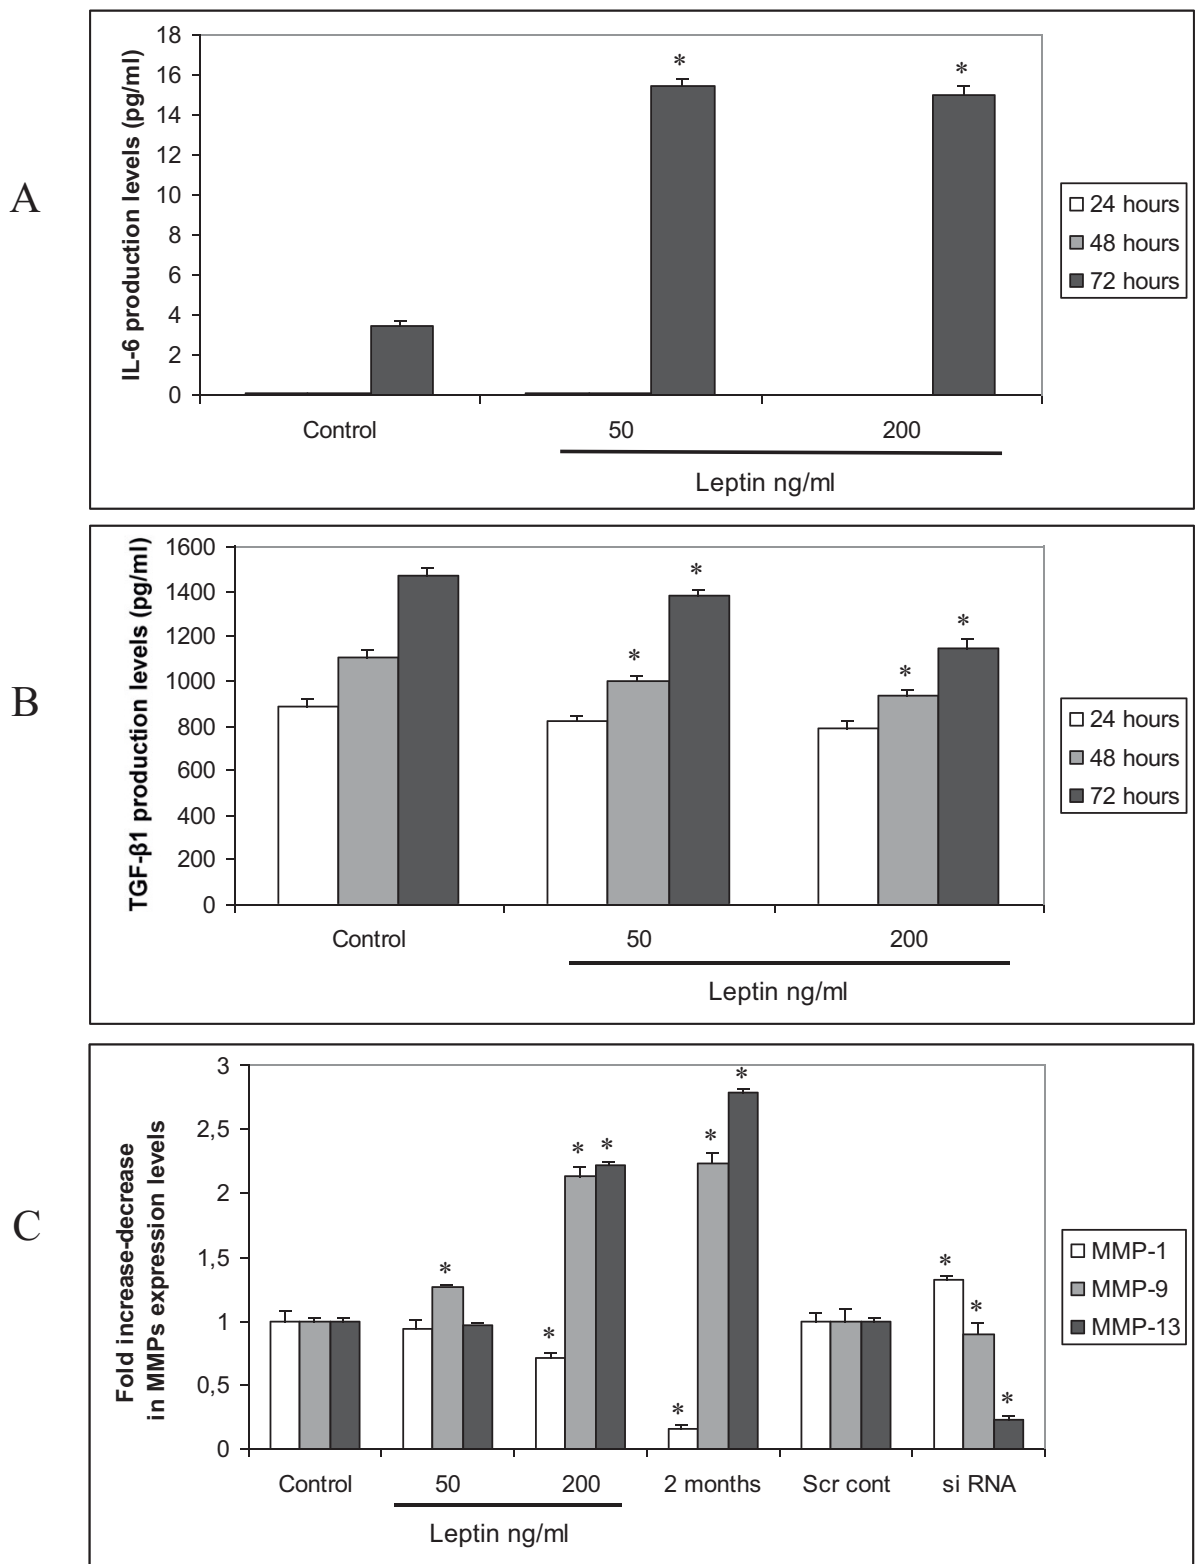 A
IL-6 production levels (pg/ml)
18
16
14
12
10
8
6
4
2
0
*
*
Control
50
200
Leptin ng/ml
24 hours
48 hours
72 hours
B
TGF-β1 production levels (pg/ml)
1600
1400
1200
1000
800
600
400
200
0
*
*
*
*
Control
50
200
Leptin ng/ml
24 hours
48 hours
72 hours
C
Fold increase-decrease
in MMPs expression levels
3
2,5
2
1,5
1
0,5
0
*
*
*
*
*
*
*
*
*
*
Control
50
200
2 months
Scr cont
si RNA
Leptin ng/ml
MMP-1
MMP-9
MMP-13